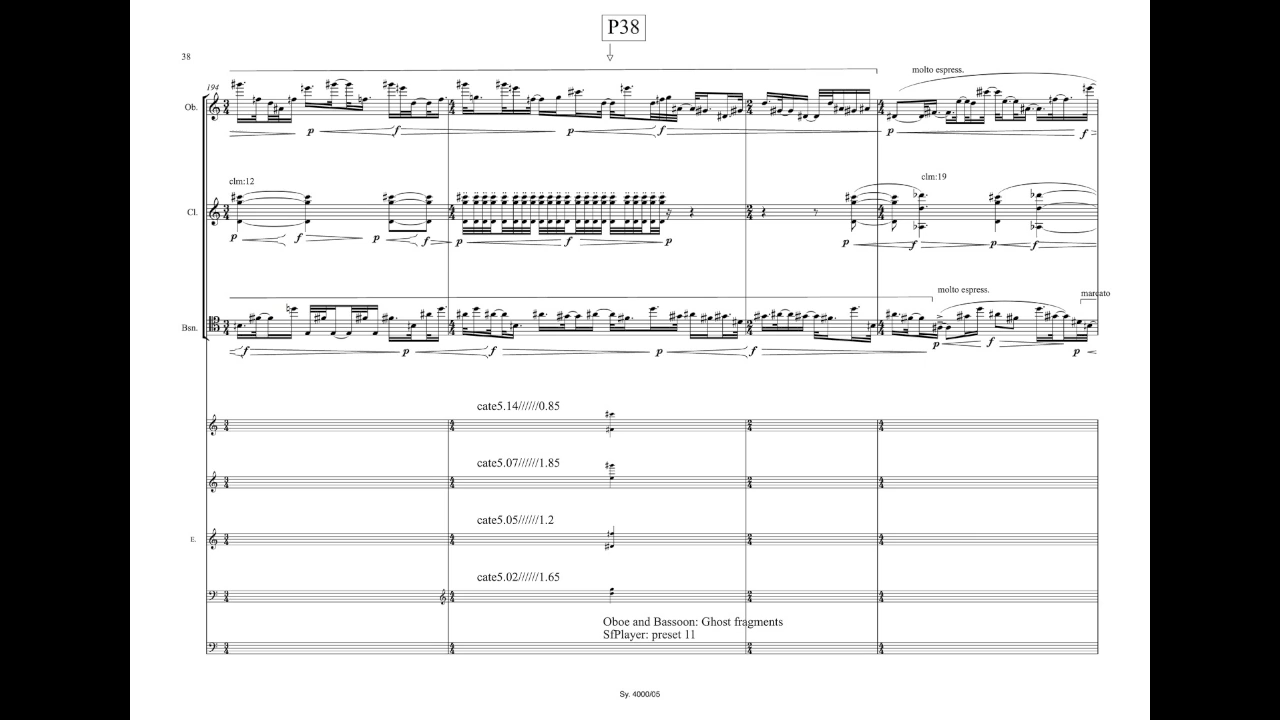 P38
38
molto espress.
194
Ob.
p f p f p f
clm:12
clm:19
Cl.
p f p f p f p p f p f
molto espress.
marcato
Bsn.
f p f p f p f p
cate5.14//////0.85
cate5.07//////1.85
cate5.05//////1.2
E.
cate5.02//////1.65
Oboe and Bassoon: Ghost fragments
SfPlayer: preset 11
Sy. 4000/05